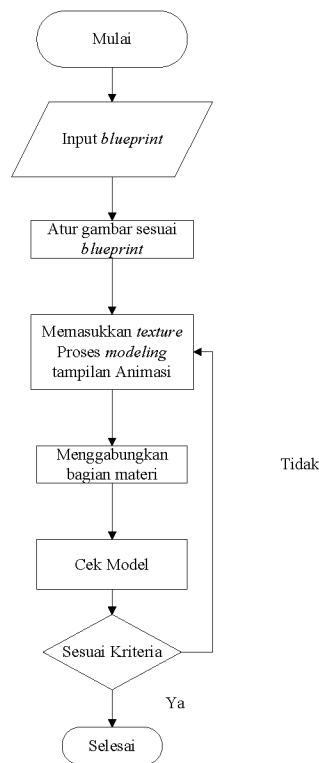 Mulai
Input blueprint
Atur gambar sesuai
blueprint
Memasukkan texture
Proses modeling
tampilan Animasi
Menggabungkan
bagian materi
Tidak
Cek Model
Sesuai Kriteria
Ya
Selesai